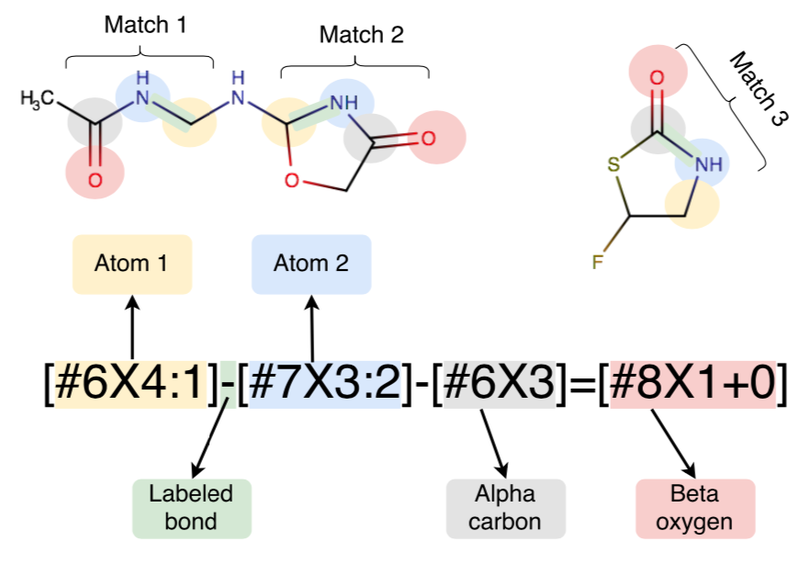 Match 1
Match 2
Match 3
H
N
H
N
H₃C
NH
O
O
O
O
S
NH
F
Atom 1
Atom 2
[#6X4:1]-[#7X3:2]-[#6X3]=[#8X1+0]
Labeled
bond
Alpha
carbon
Beta
oxygen